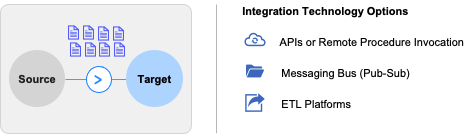 Source
>
Target
Integration Technology Options
APIs or Remote Procedure Invocation
Messaging Bus (Pub-Sub)
ETL Platforms